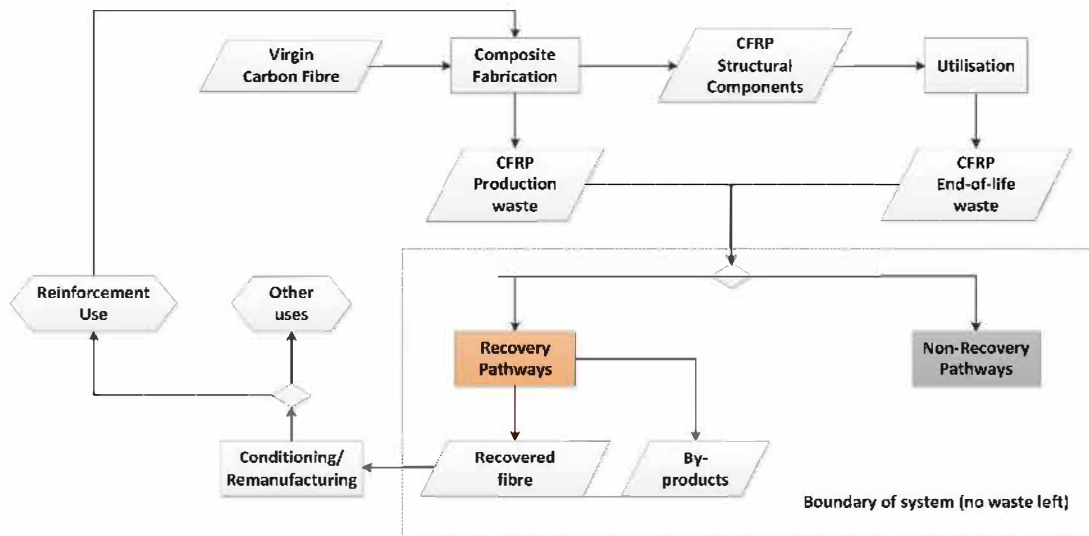 Virgin
Carbon Fibre
Composite
Fabrication
CFRP
Structural
Components
Utilisation
CFRP
Production
waste
CFRP
End-of-life
waste
Reinforcement
Use
Other
uses
Recovery
Pathways
Non-Recovery
Pathways
Conditioning/
Remanufacturing
Recovered
fibre
By-
products
Boundary of system (no waste left)